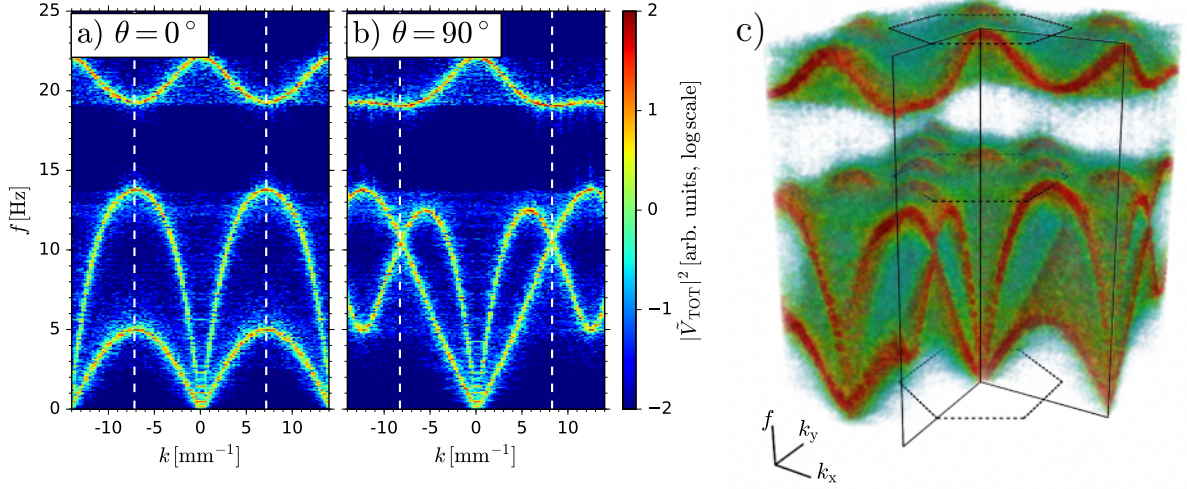 a) θ = 0°
b) θ = 90°
c)
25
20
15
10
5
0
f [Hz]
-10 -5 0 5 10
k [mm⁻¹]
-10 -5 0 5 10
k [mm⁻¹]
2
1
0
−1
−2
|Ṽ_TOT|² [arb. units, log scale]
f
k_y
k_x